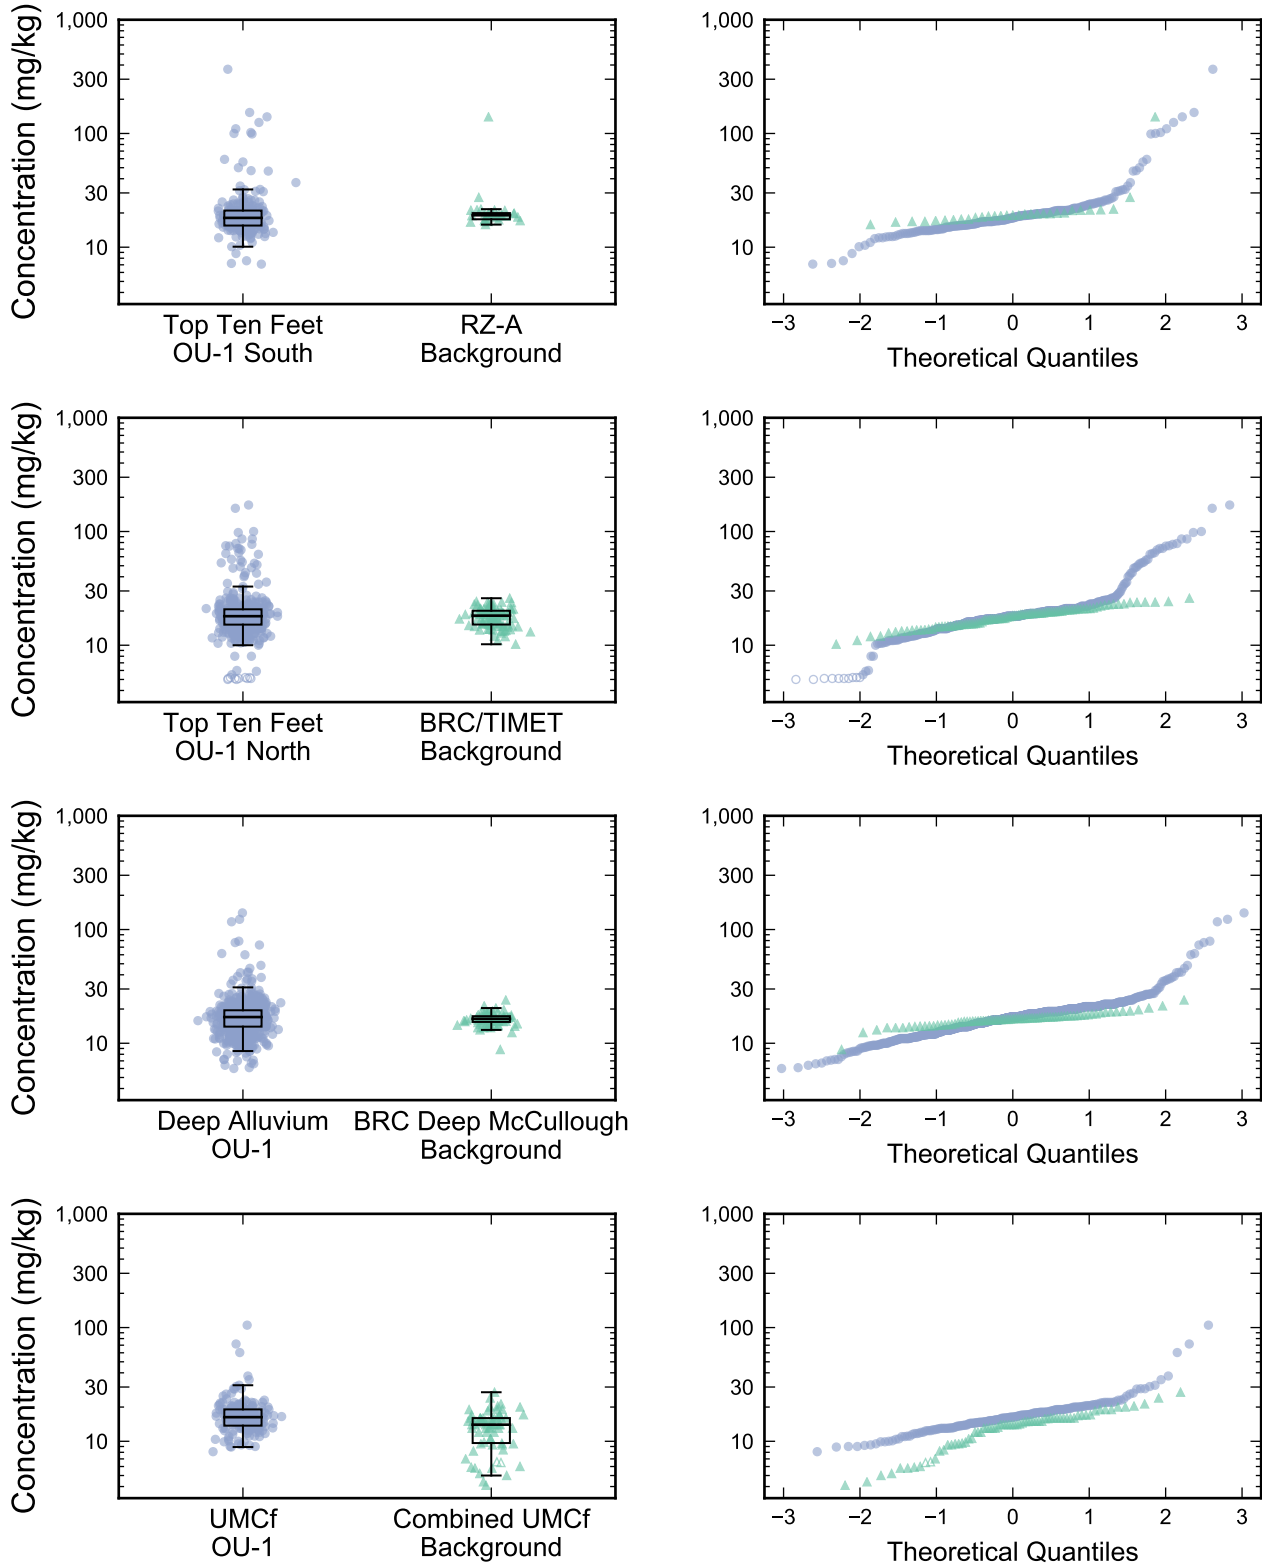 Concentration (mg/kg)
1,000
300
100
30
10
Top Ten Feet
OU-1 South
RZ-A
Background
1,000
300
100
30
10
−3 −2 −1 0 1 2 3
Theoretical Quantiles
Concentration (mg/kg)
1,000
300
100
30
10
Top Ten Feet
OU-1 North
BRC/TIMET
Background
1,000
300
100
30
10
−3 −2 −1 0 1 2 3
Theoretical Quantiles
Concentration (mg/kg)
1,000
300
100
30
10
Deep Alluvium
OU-1
BRC Deep McCullough
Background
1,000
300
100
30
10
−3 −2 −1 0 1 2 3
Theoretical Quantiles
Concentration (mg/kg)
1,000
300
100
30
10
UMCf
OU-1
Combined UMCf
Background
1,000
300
100
30
10
−3 −2 −1 0 1 2 3
Theoretical Quantiles